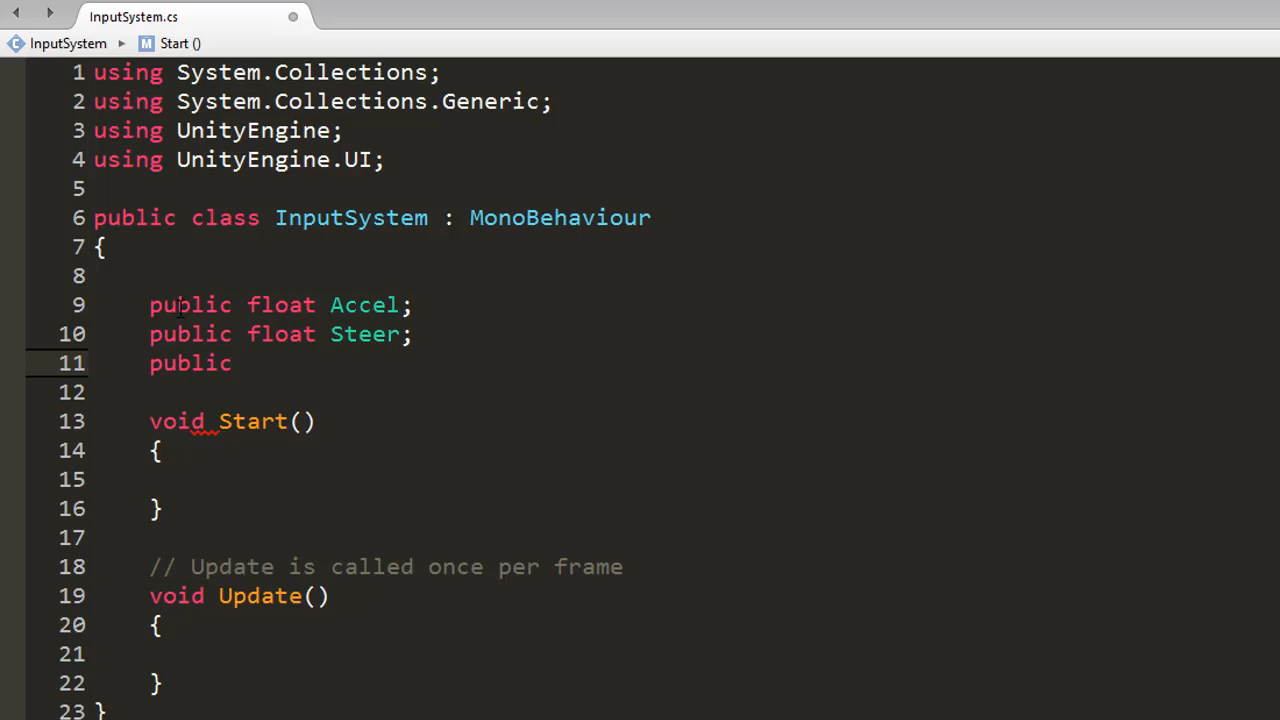 InputSystem.cs
InputSystem Start ()
1 using System.Collections;
2 using System.Collections.Generic;
3 using UnityEngine;
4 using UnityEngine.UI;
5
6 public class InputSystem : MonoBehaviour
7 {
8
9 public float Accel;
10 public float Steer;
11 public
12
13 void Start()
14 {
15
16 }
17
18 // Update is called once per frame
19 void Update()
20 {
21
22 }
23 }